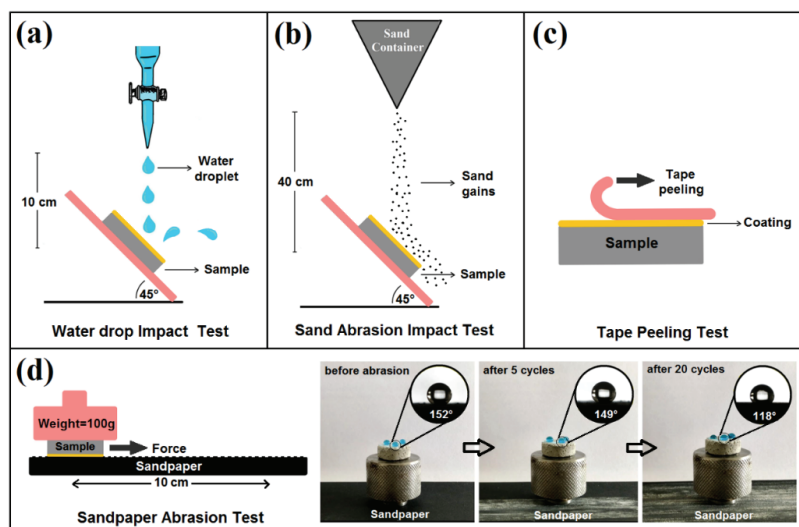 (a)
10 cm
Water
droplet
Sample
45°
Water drop Impact Test
(b)
Sand
Container
40 cm
Sand
gains
Sample
45°
Sand Abrasion Impact Test
(c)
Tape
peeling
Coating
Sample
Tape Peeling Test
(d)
Weight=100g
Sample
Force
Sandpaper
10 cm
Sandpaper Abrasion Test
before abrasion
152°
Sandpaper
after 5 cycles
149°
Sandpaper
after 20 cycles
118°
Sandpaper